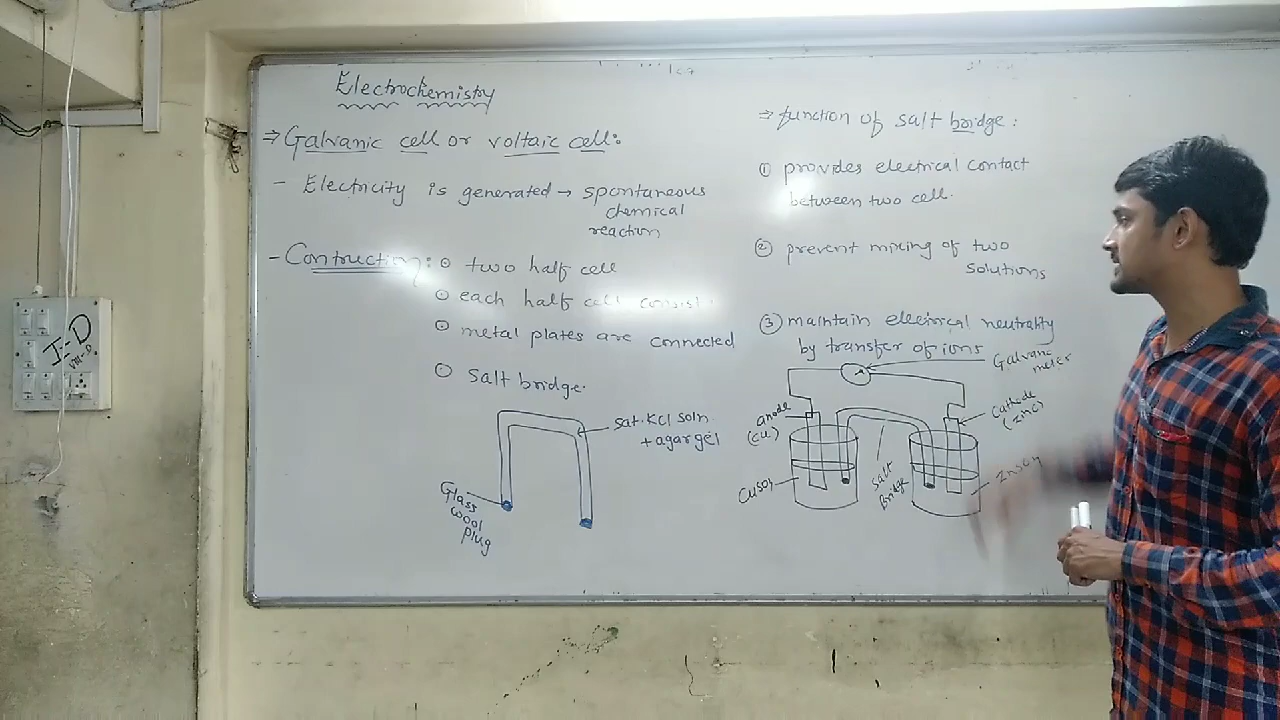 Electrochemistry
⇒ Galvanic cell or voltaic cell:
- Electricity is generated → spontaneous
chemical
reaction
- Contruction: ⊙ two half cell
⊙ each half cell consist
⊙ metal plates are connected
⊙ salt bridge.
sat. KCl soln
+ agar gel
Glass
wool
plug
⇒ function of salt bridge:
① provides electrical contact
between two cell.
② prevent mixing of two
solutions
③ maintain electrical neutrality
by transfer of ions
Galvano
meter
A
anode
(Cu)
Cathode
(zinc)
CuSO4
salt
Bridge
ZnSO4
I-D